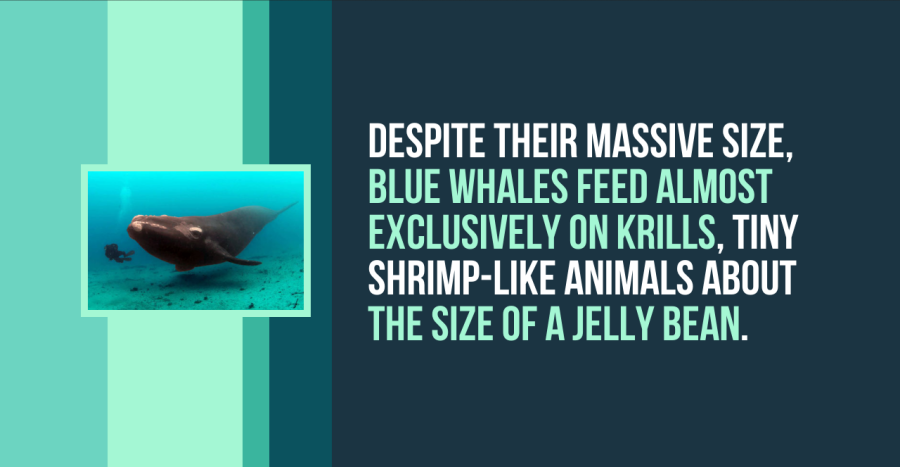 DESPITE THEIR MASSIVE SIZE,
BLUE WHALES FEED ALMOST
EXCLUSIVELY ON KRILLS, TINY
SHRIMP-LIKE ANIMALS ABOUT
THE SIZE OF A JELLY BEAN.